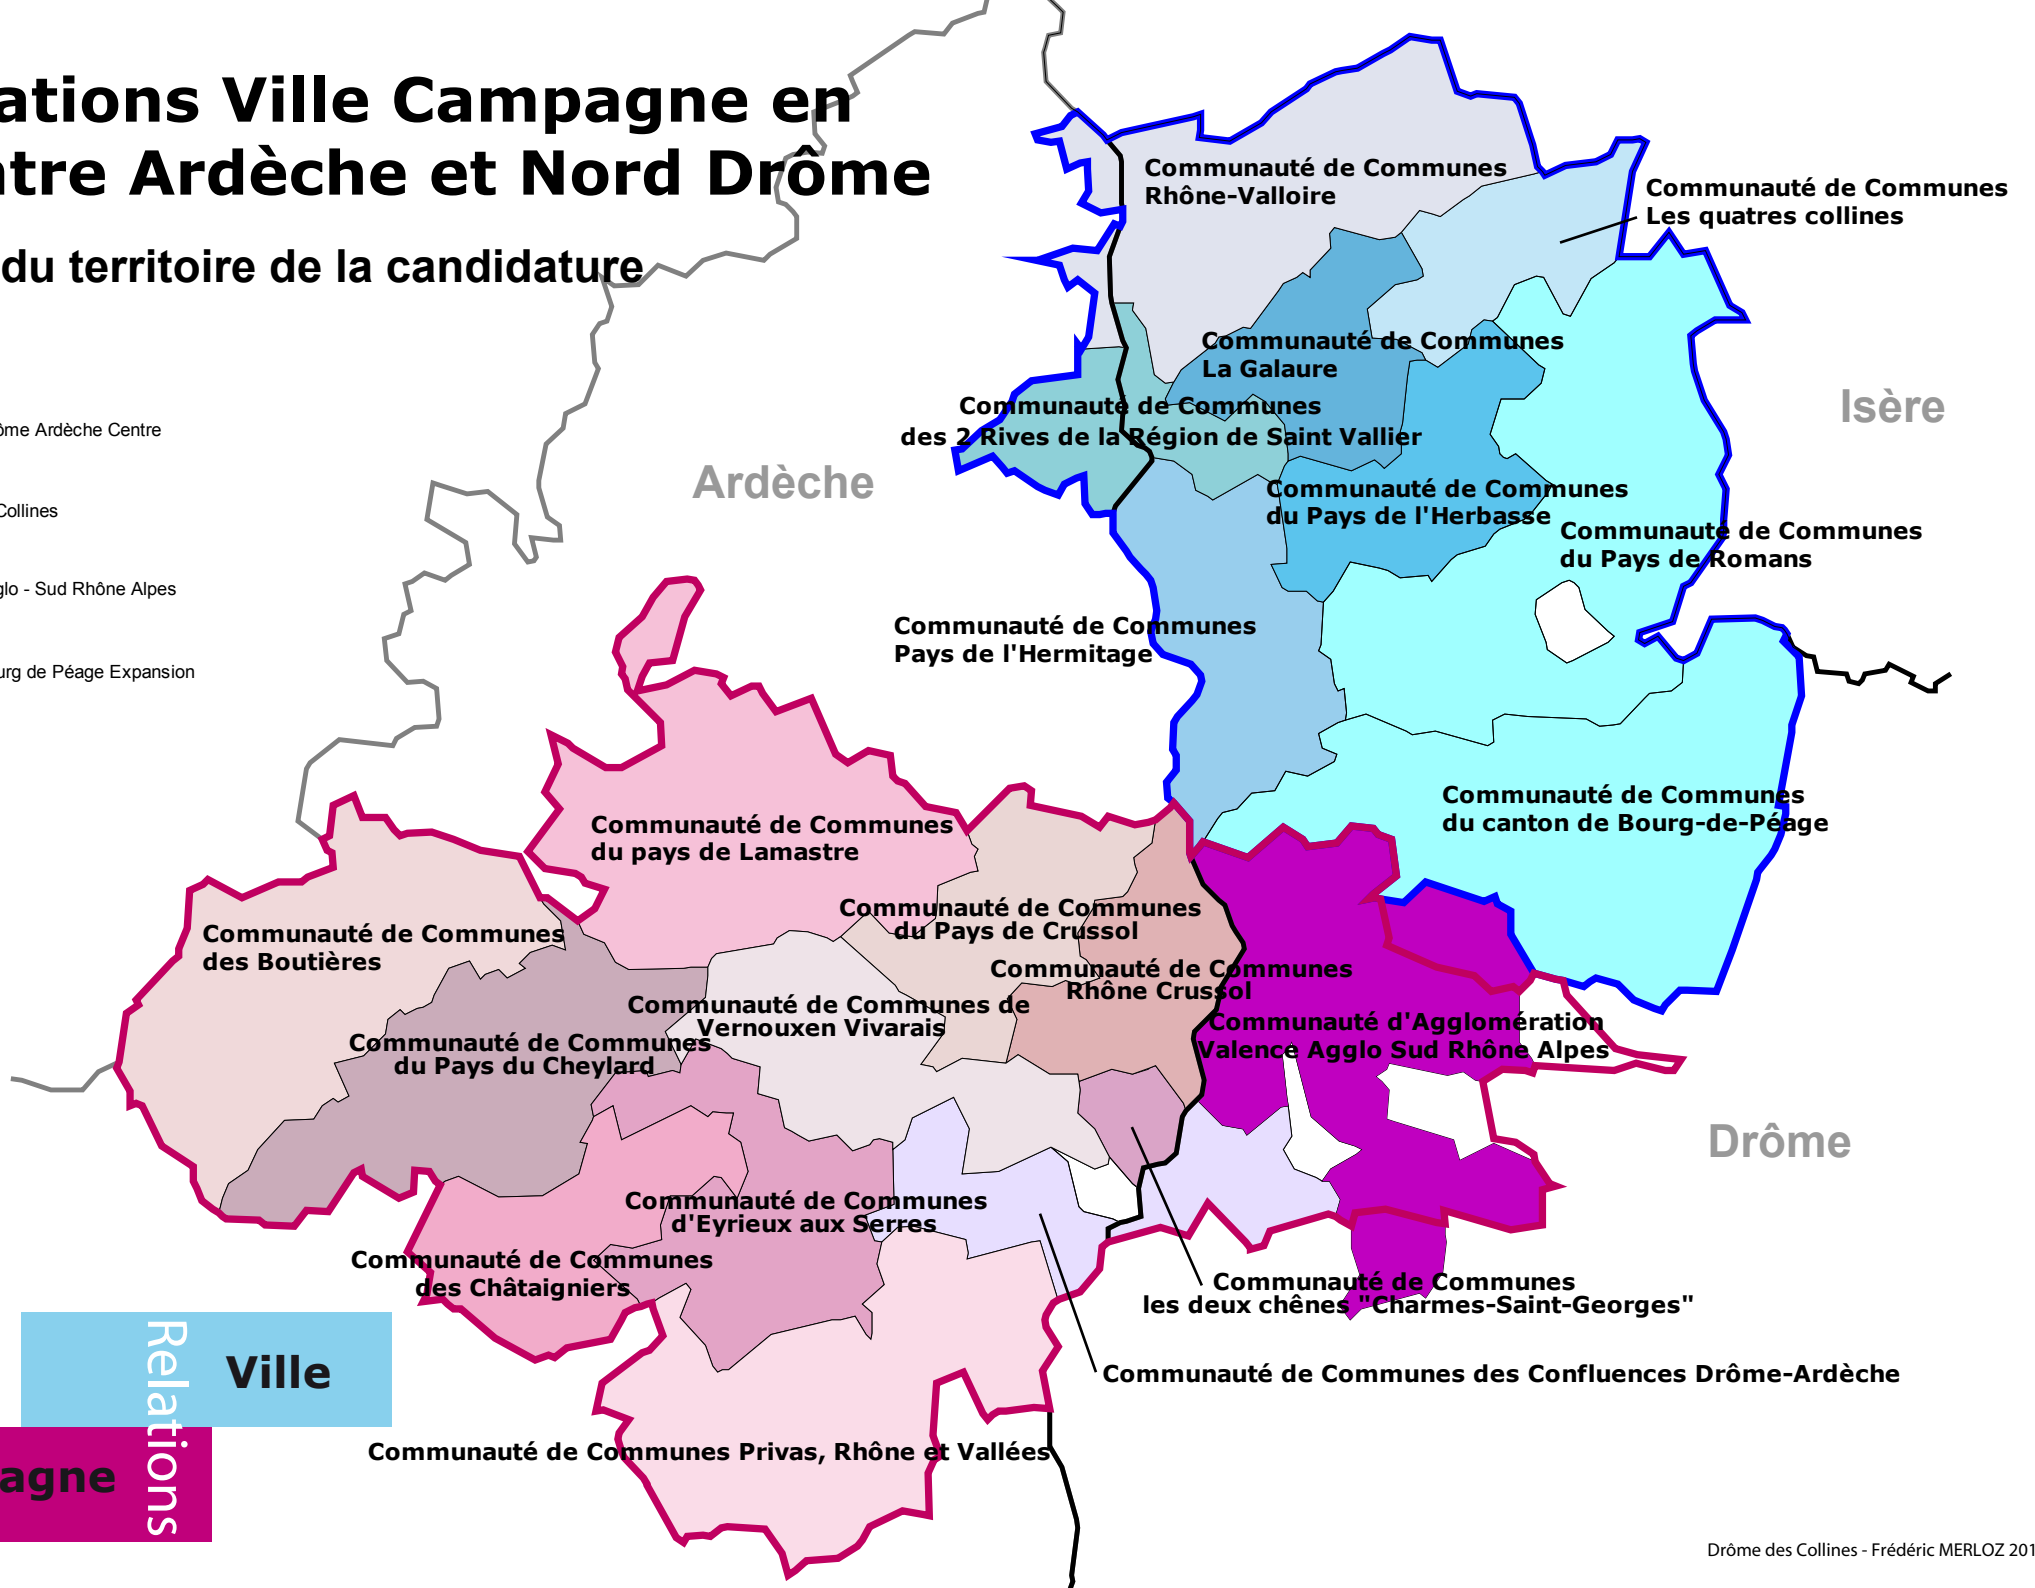 ations Ville Campagne en
ntre Ardèche et Nord Drôme
du territoire de la candidature
Communauté de Communes
Rhône-Valloire
Communauté de Communes
Les quatres collines
Communauté de Communes
La Galaure
Communauté de Communes
des 2 Rives de la Région de Saint Vallier
Isère
ôme Ardèche Centre
Ardèche
Communauté de Communes
du Pays de l'Herbasse
Collines
Communauté de Communes
du Pays de Romans
glo - Sud Rhône Alpes
Communauté de Communes
Pays de l'Hermitage
urg de Péage Expansion
Communauté de Communes
du canton de Bourg-de-Péage
Communauté de Communes
du pays de Lamastre
Communauté de Communes
du Pays de Crussol
Communauté de Communes
des Boutières
Communauté de Communes
Rhône Crussol
Communauté de Communes de
Vernouxen Vivarais
Communauté d'Agglomération
Valence Agglo Sud Rhône Alpes
Communauté de Communes
du Pays du Cheylard
Drôme
Communauté de Communes
d'Eyrieux aux Serres
Communauté de Communes
des Châtaigniers
Communauté de Communes
les deux chênes "Charmes-Saint-Georges"
Communauté de Communes des Confluences Drôme-Ardèche
Communauté de Communes Privas, Rhône et Vallées
Relations
Ville
agne
Drôme des Collines - Frédéric MERLOZ 201